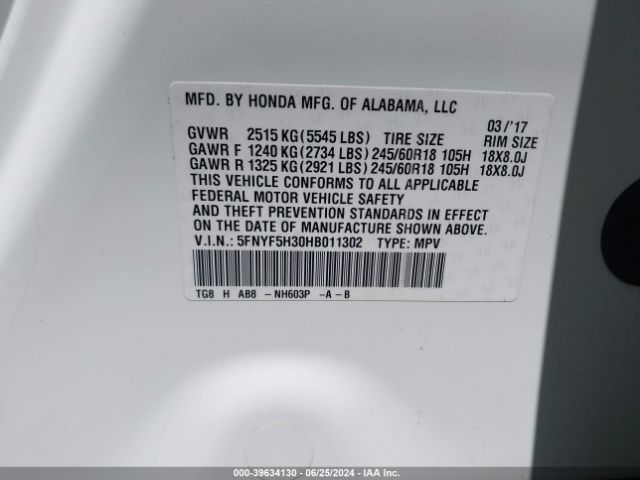 MFD. BY HONDA MFG. OF ALABAMA, LLC
03/'17
GVWR 2515 KG(5545 LBS) TIRE SIZE RIM SIZE
GAWR F 1240 KG(2734 LBS) 245/60R18 105H 18X8.0J
GAWR R 1325 KG(2921 LBS) 245/60R18 105H 18X8.0J
THIS VEHICLE CONFORMS TO ALL APPLICABLE
FEDERAL MOTOR VEHICLE SAFETY
AND THEFT PREVENTION STANDARDS IN EFFECT
ON THE DATE OF MANUFACTURE SHOWN ABOVE.
V.I.N.: 5FNYF5H30HB011302 TYPE: MPV
TG8 H AB8 -NH603P -A -B
000-39634130 - 06/25/2024 - IAA Inc.